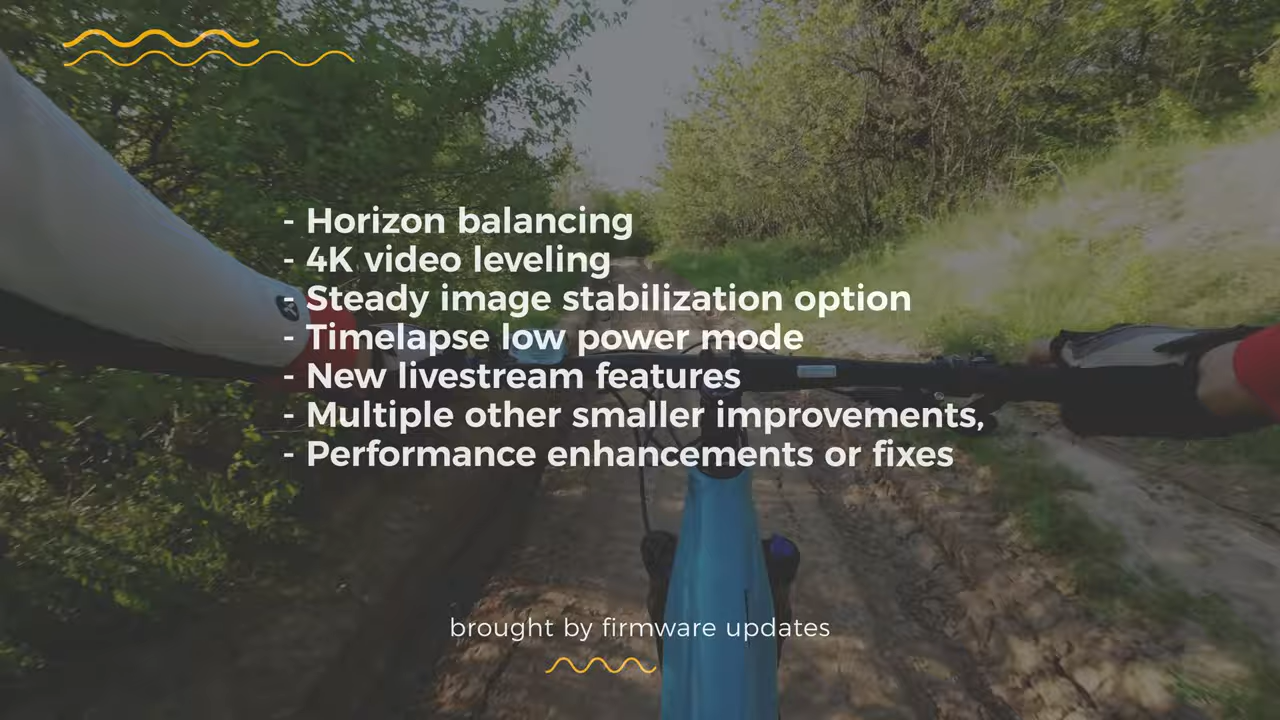 - Horizon balancing
- 4K video leveling
- Steady image stabilization option
- Timelapse low power mode
- New livestream features
- Multiple other smaller improvements,
- Performance enhancements or fixes
brought by firmware updates